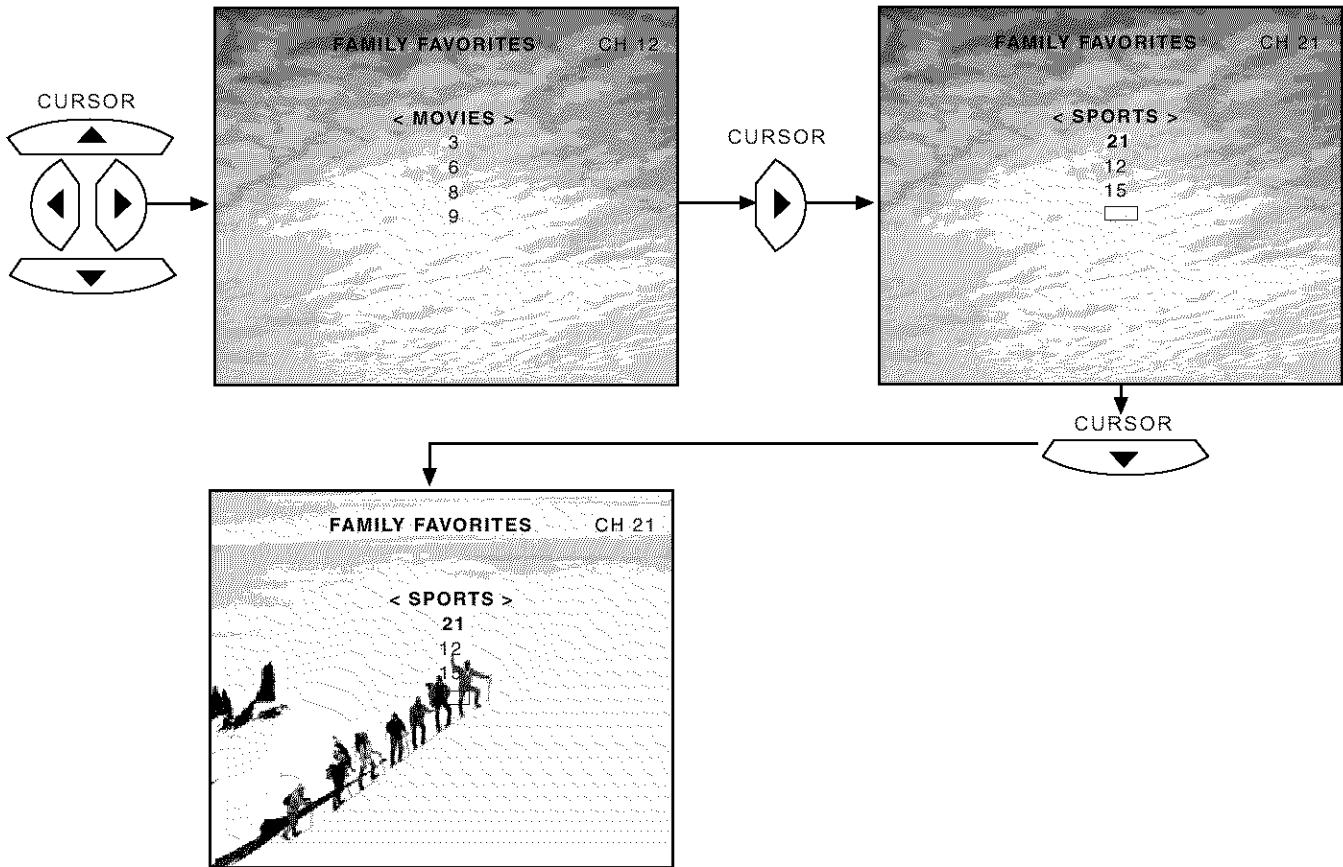 CURSOR
FAMILY FAVORITES CH 12
< MOVIES >
3
6
8
9
CURSOR
FAMILY FAVORITES CH 21
< SPORTS >
21
12
15
CURSOR
FAMILY FAVORITES CH 21
< SPORTS >
21
12
15